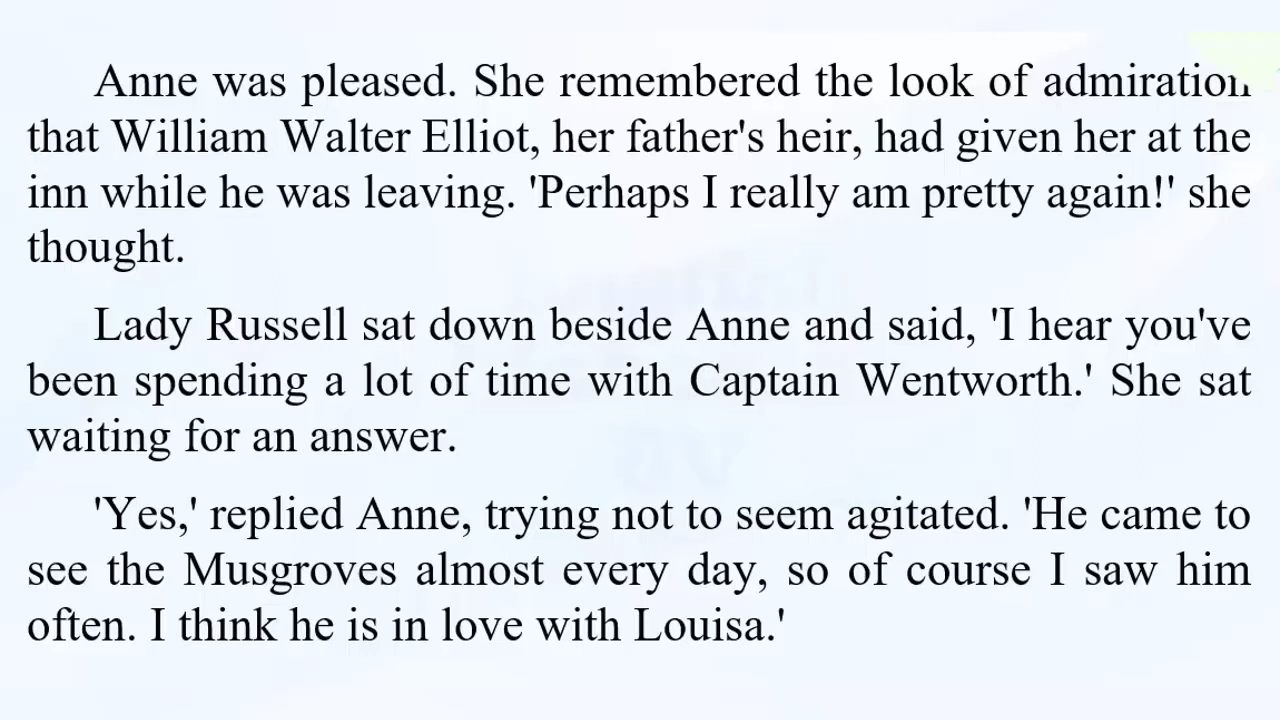 Anne was pleased. She remembered the look of admiration
that William Walter Elliot, her father's heir, had given her at the
inn while he was leaving. 'Perhaps I really am pretty again!' she
thought.
Lady Russell sat down beside Anne and said, 'I hear you've
been spending a lot of time with Captain Wentworth.' She sat
waiting for an answer.
'Yes,' replied Anne, trying not to seem agitated. 'He came to
see the Musgroves almost every day, so of course I saw him
often. I think he is in love with Louisa.'